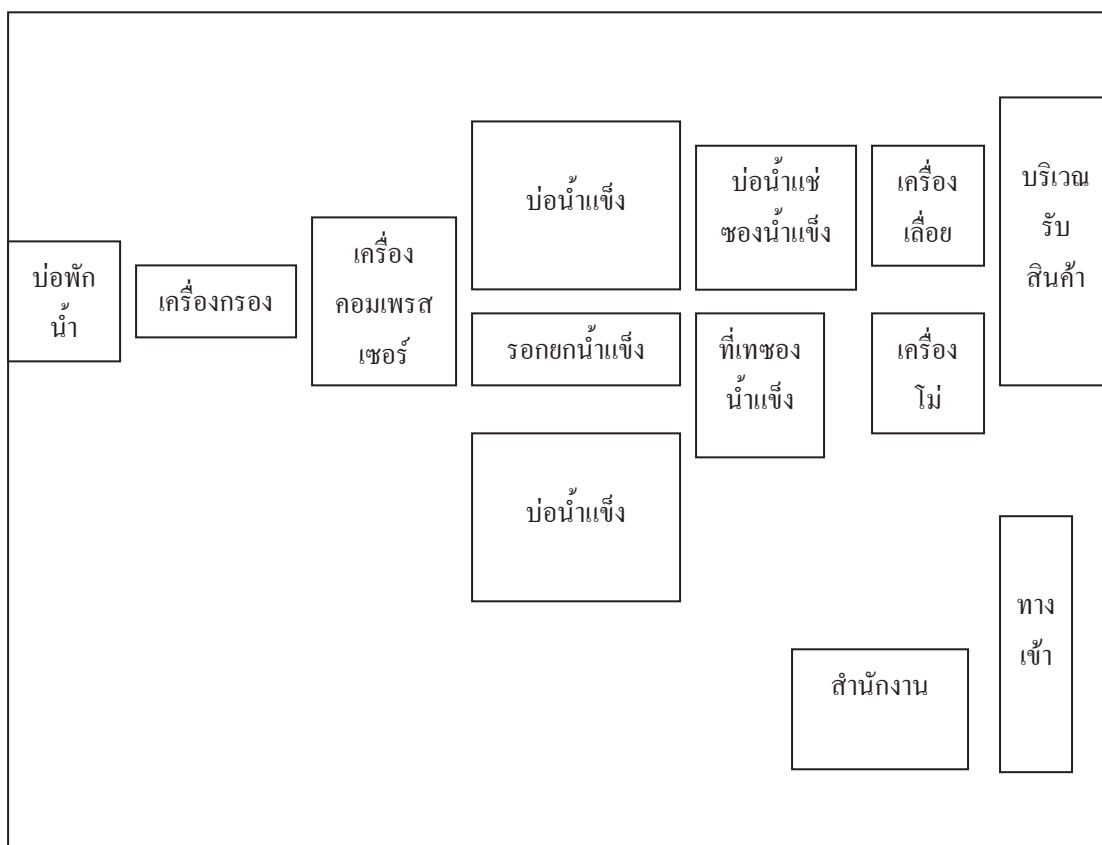 บ่อพัก
น้ำ
เครื่องกรอง
เครื่อง
คอมเพรส
เซอร์
บ่อน้ำแข็ง
รอกยกน้ำแข็ง
บ่อน้ำแข็ง
บ่อน้ำแช่
ซองน้ำแข็ง
ที่เทซอง
น้ำแข็ง
เครื่อง
เลื่อย
เครื่อง
โม่
บริเวณ
รับ
สินค้า
สำนักงาน
ทาง
เข้า